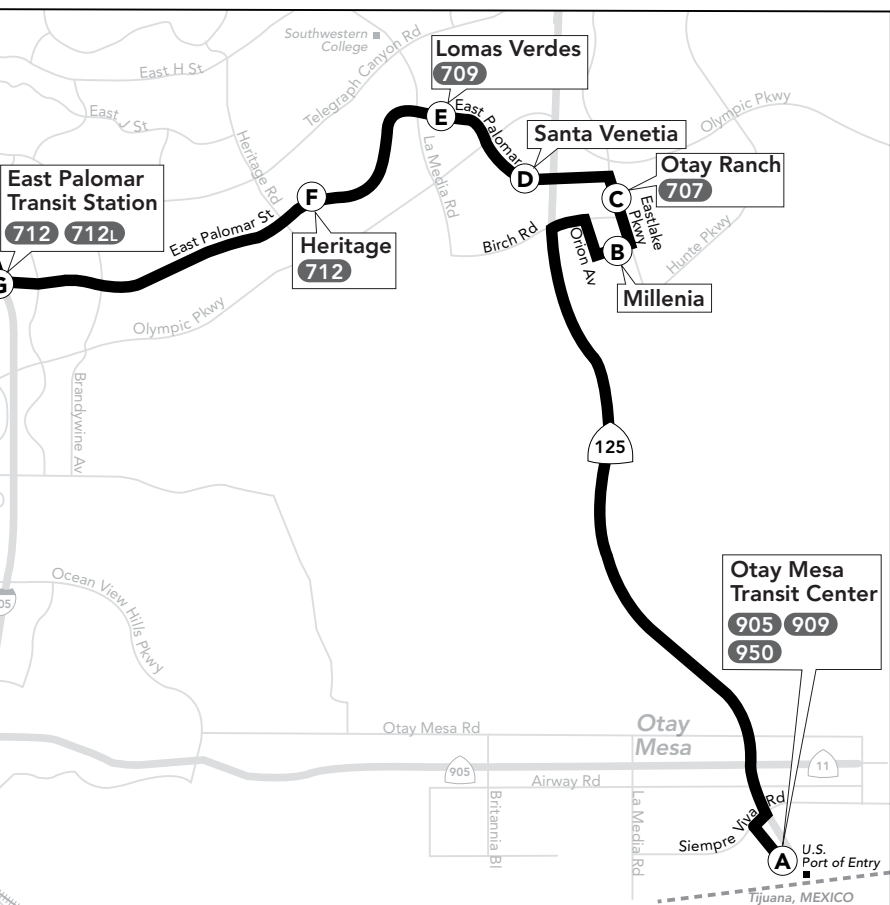 Southwestern
College
Telegraph Canyon Rd
Lomas Verdes
709
East H St
East J St
Heritage Rd
E
East Palomar
La Media Rd
Santa Venetia
D
Olympic Pkwy
Otay Ranch
707
C
Eastlake
Pkwy
Hunte Pkwy
East Palomar
Transit Station
712 712L
G
F
Heritage
712
East Palomar St
Birch Rd
Orion Av
B
Millenia
Olympic Pkwy
Brandywine Av
125
Ocean View Hills Pkwy
05
Otay Mesa
Transit Center
905 909
950
Otay Mesa Rd
Otay
Mesa
905
11
Airway Rd
Britannia Bl
La Media Rd
Siempre Viva Rd
A
U.S.
Port of Entry
Tijuana, MEXICO